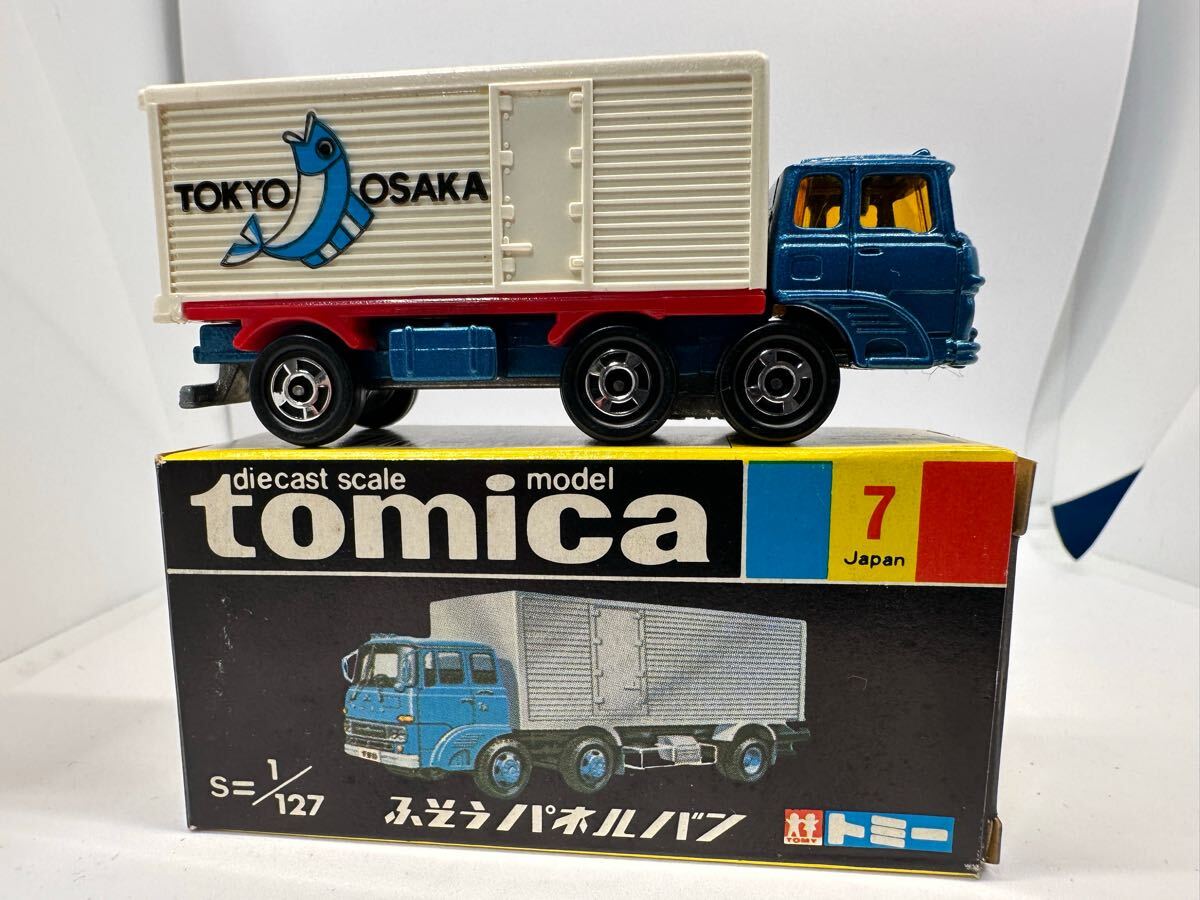 TOKYO OSAKA
diecast scale model
tomica
7
Japan
S=1/127
ふそうパネルバン
TOMY
トミー